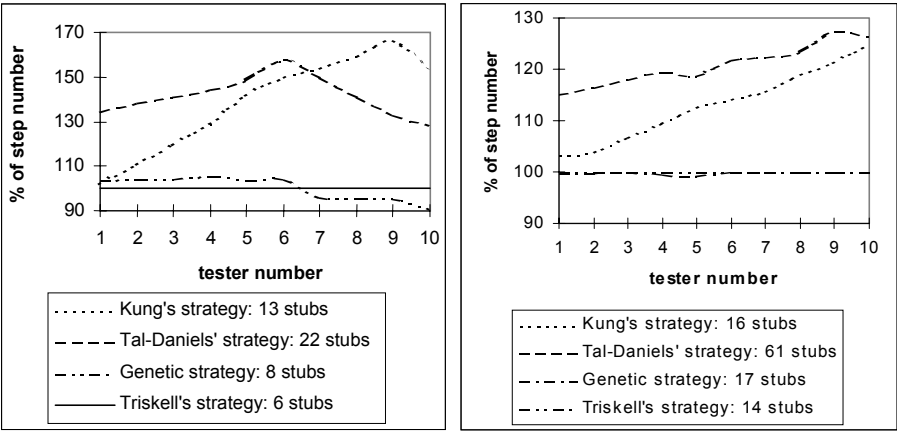 % of step number
170
150
130
110
90
1 2 3 4 5 6 7 8 9 10
tester number
Kung's strategy: 13 stubs
Tal-Daniels' strategy: 22 stubs
Genetic strategy: 8 stubs
Triskell's strategy: 6 stubs
% of step number
130
120
110
100
90
1 2 3 4 5 6 7 8 9 10
tester number
Kung's strategy: 16 stubs
Tal-Daniels' strategy: 61 stubs
Genetic strategy: 17 stubs
Triskell's strategy: 14 stubs